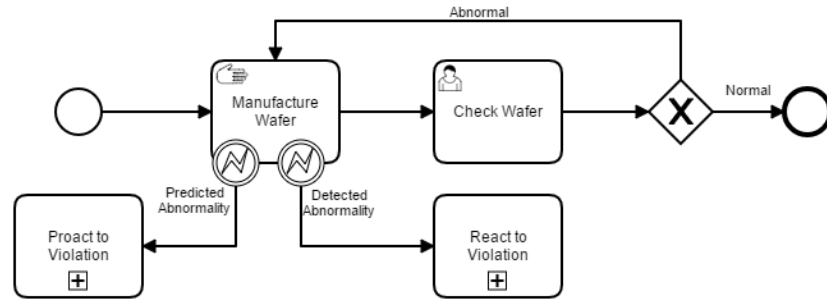 Abnormal
Manufacture
Wafer
Check Wafer
Normal
Predicted
Abnormality
Detected
Abnormality
Proact to
Violation
React to
Violation